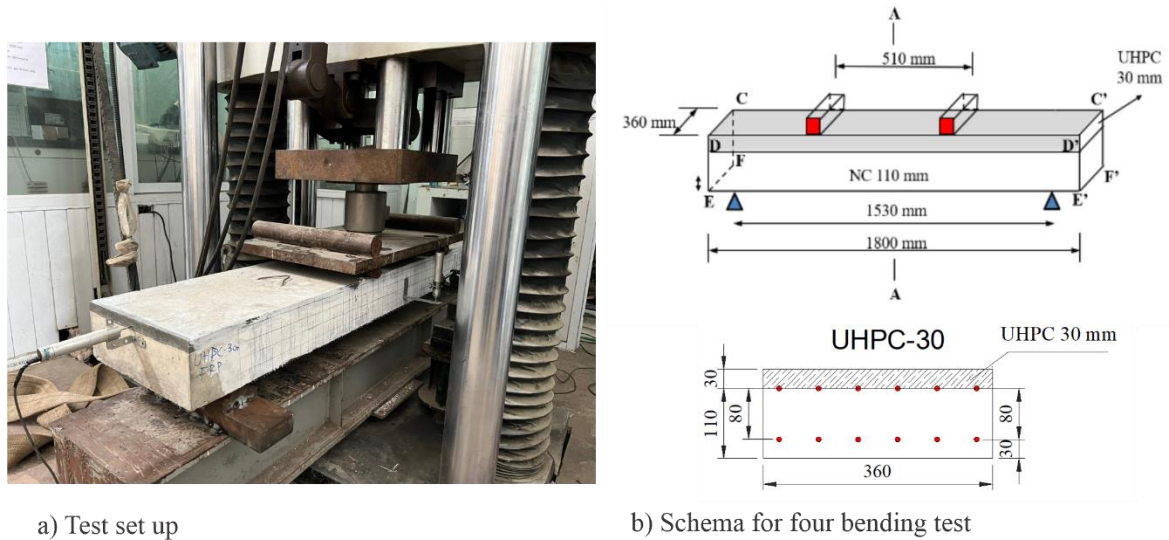 UHPC-30
A
510 mm
UHPC
30 mm
C
C'
360 mm
D
D'
F
NC 110 mm
F'
E
E'
1530 mm
1800 mm
A
UHPC-30
UHPC 30 mm
30
110
80
80
30
360
a) Test set up
b) Schema for four bending test